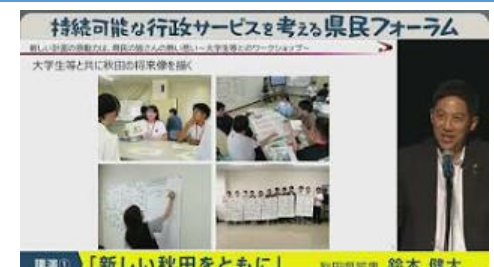 持続可能な行政サービスを考える県民フォーラム
新しい計画の原動力は、県民の皆さんの熱い思い~大学生等とのワークショップ~
大学生等と共に秋田の将来像を描く
講演① 「新しい秋田をともに」 秋田県知事 鈴木 健太